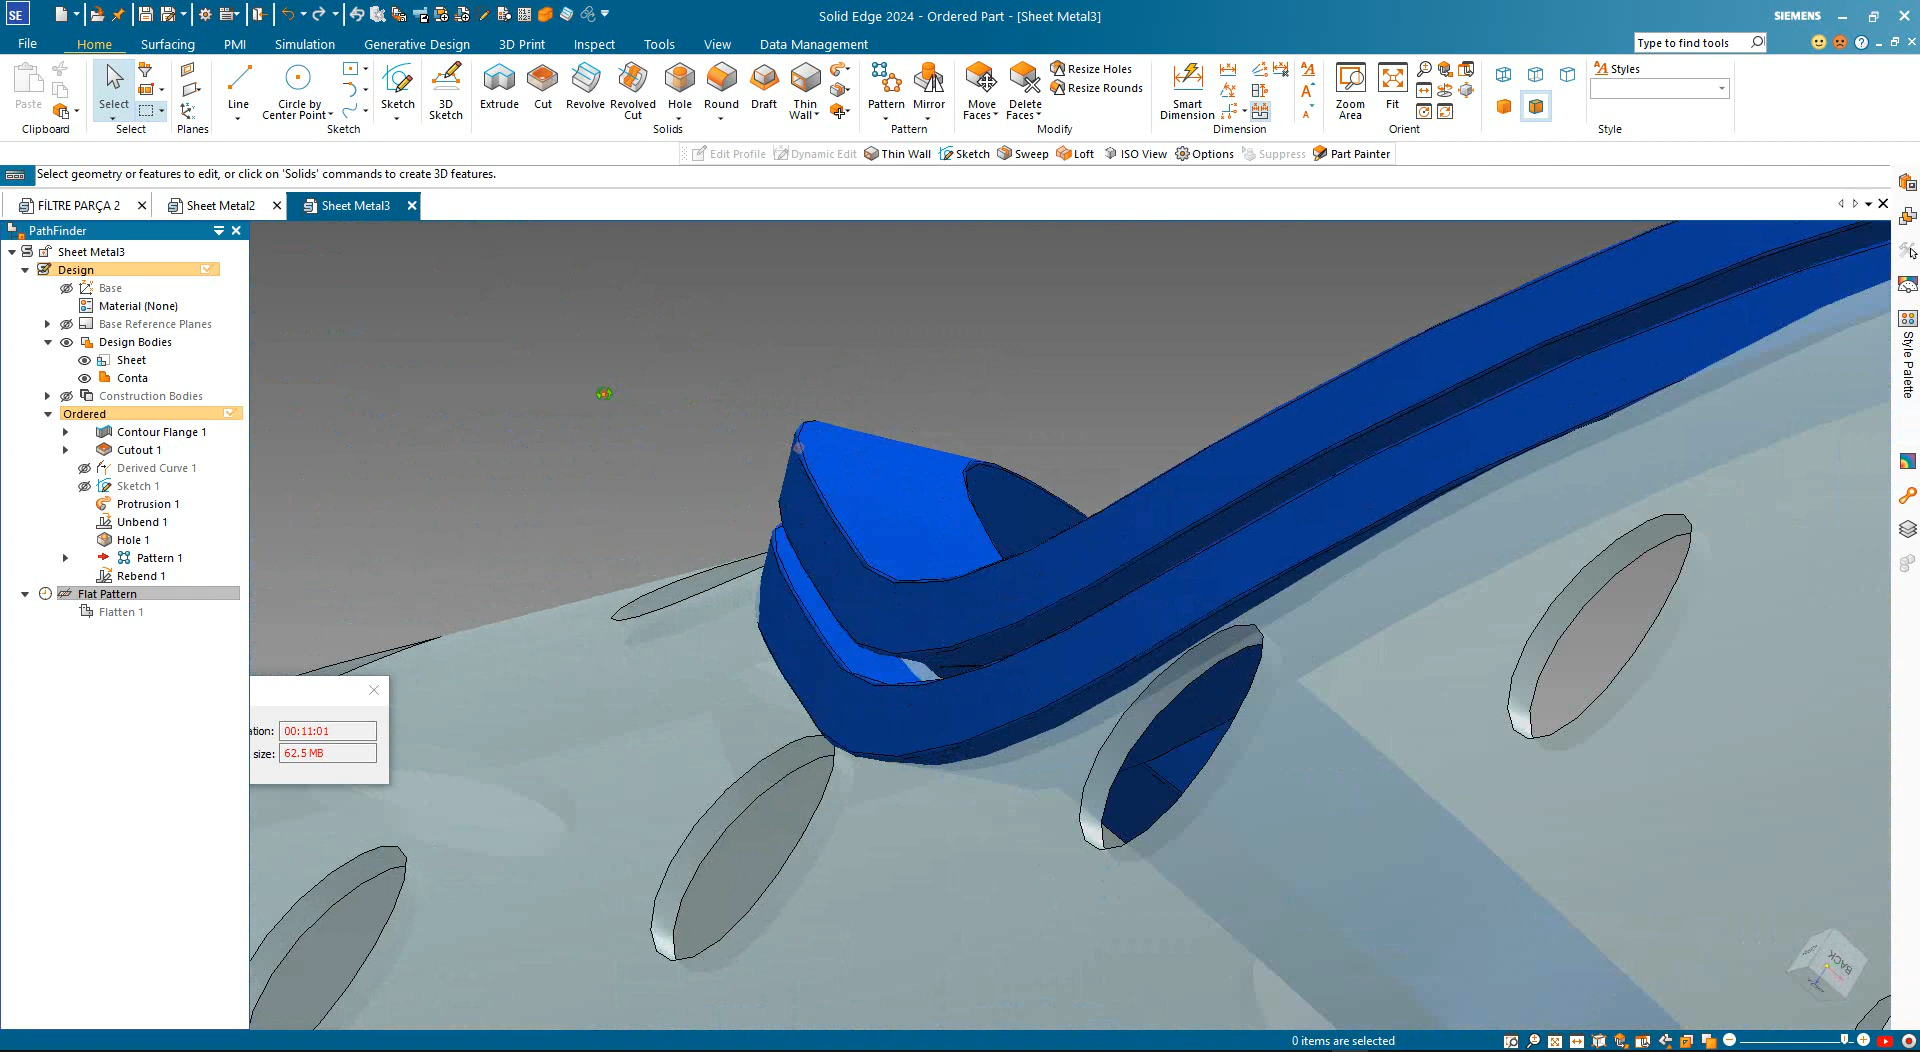 SE
Solid Edge 2024 - Ordered Part - [Sheet Metal3]
SIEMENS
File Home Surfacing PMI Simulation Generative Design 3D Print Inspect Tools View Data Management
Type to find tools
Paste
Clipboard
Select
Select
Planes
Line
Circle by Center Point
Sketch
Sketch
3D Sketch
Extrude
Cut
Revolve
Revolved Cut
Hole
Round
Draft
Thin Wall
Solids
Pattern
Mirror
Pattern
Move Faces
Delete Faces
Resize Holes
Resize Rounds
Modify
Smart Dimension
Dimension
Zoom Area
Fit
Orient
Styles
Style
Edit Profile Dynamic Edit Thin Wall Sketch Sweep Loft ISO View Options Suppress Part Painter
Select geometry or features to edit, or click on 'Solids' commands to create 3D features.
FİLTRE PARÇA 2 Sheet Metal2 Sheet Metal3
PathFinder
Sheet Metal3
Design
Base
Material (None)
Base Reference Planes
Design Bodies
Sheet
Conta
Construction Bodies
Ordered
Contour Flange 1
Cutout 1
Derived Curve 1
Sketch 1
Protrusion 1
Unbend 1
Hole 1
Pattern 1
Rebend 1
Flat Pattern
Flatten 1
ation: 00:11:01
size: 62.5 MB
Style Palette
BACK
0 items are selected